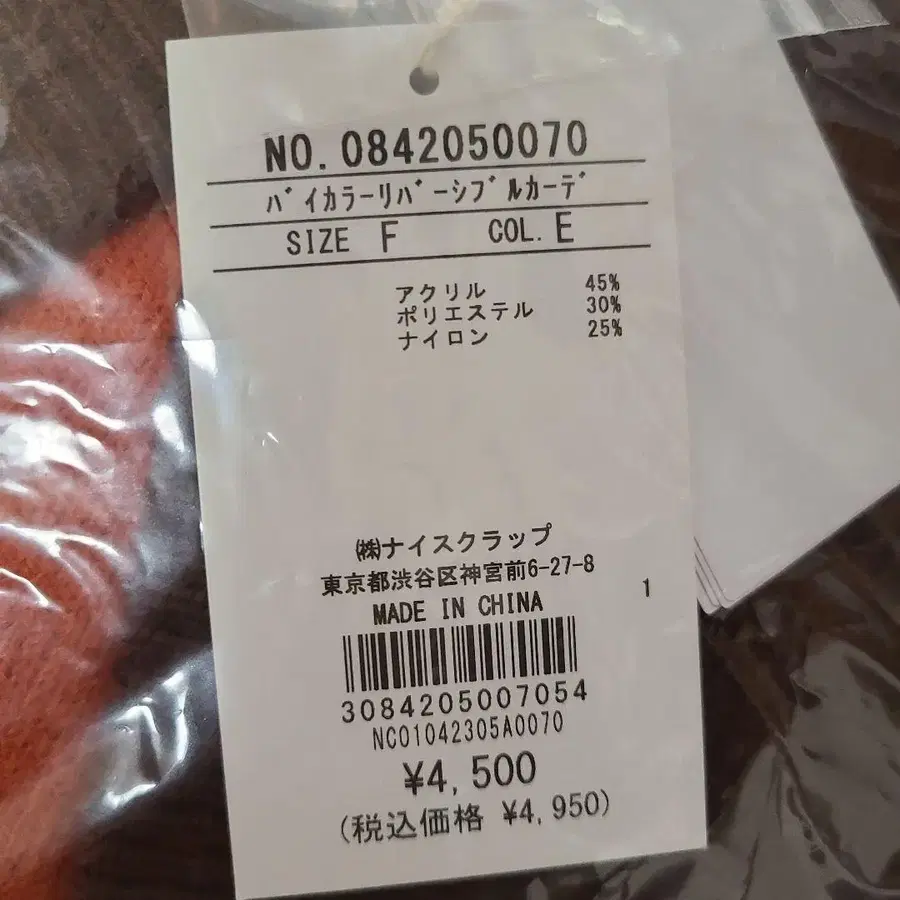 NO. 0842050070
ﾊﾞｲｶﾗｰﾘﾊﾞｰｼﾌﾞﾙｶｰﾃﾞ
SIZE F COL. E
アクリル 45%
ポリエステル 30%
ナイロン 25%
㈱ナイスクラップ
東京都渋谷区神宮前6-27-8
MADE IN CHINA 1
3084205007054
NC01042305A0070
¥4,500
(税込価格 ¥4,950)